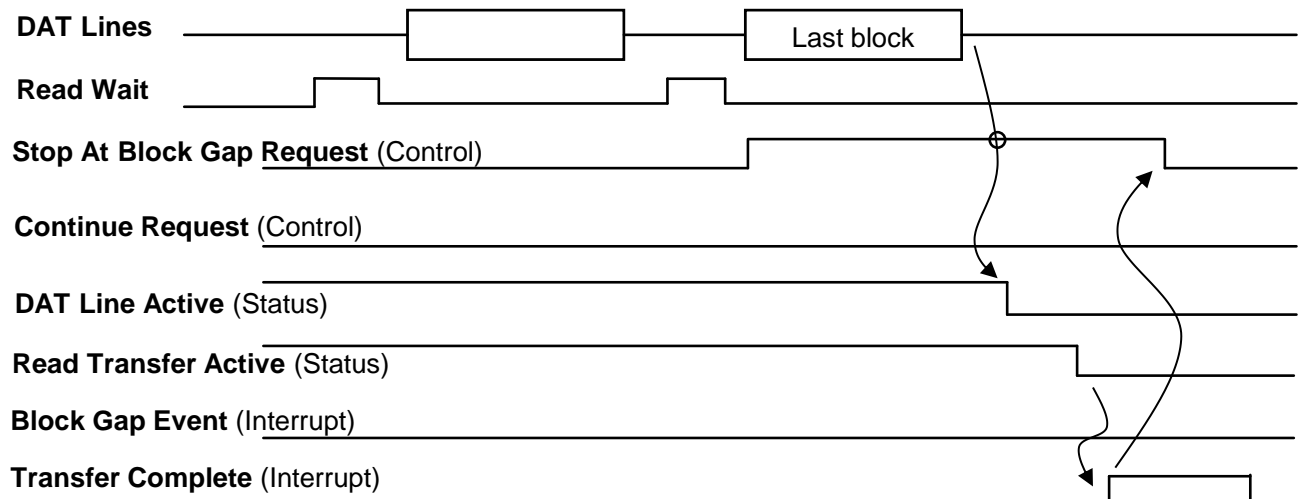 DAT Lines
Last block
Read Wait
Stop At Block Gap Request (Control)
Continue Request (Control)
DAT Line Active (Status)
Read Transfer Active (Status)
Block Gap Event (Interrupt)
Transfer Complete (Interrupt)